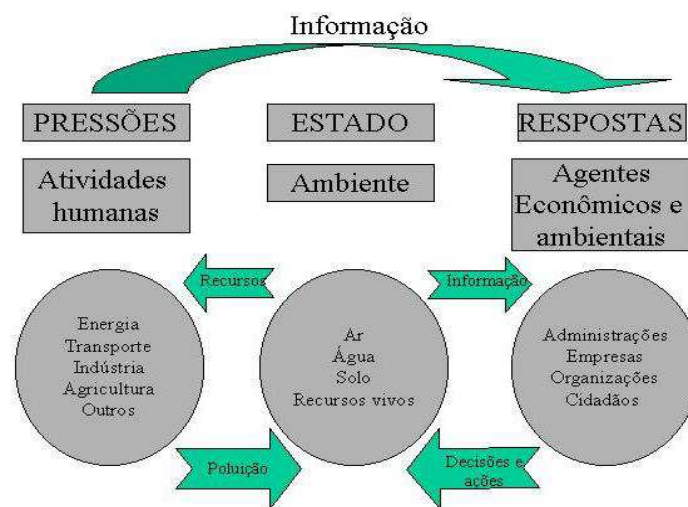 Informação
PRESSÕES
ESTADO
RESPOSTAS
Atividades
humanas
Ambiente
Agentes
Econômicos e
ambientais
Recursos
Informação
Energia
Transporte
Indústria
Agricultura
Outros
Ar
Água
Solo
Recursos vivos
Administrações
Empresas
Organizações
Cidadãos
Poluição
Decisões e
ações